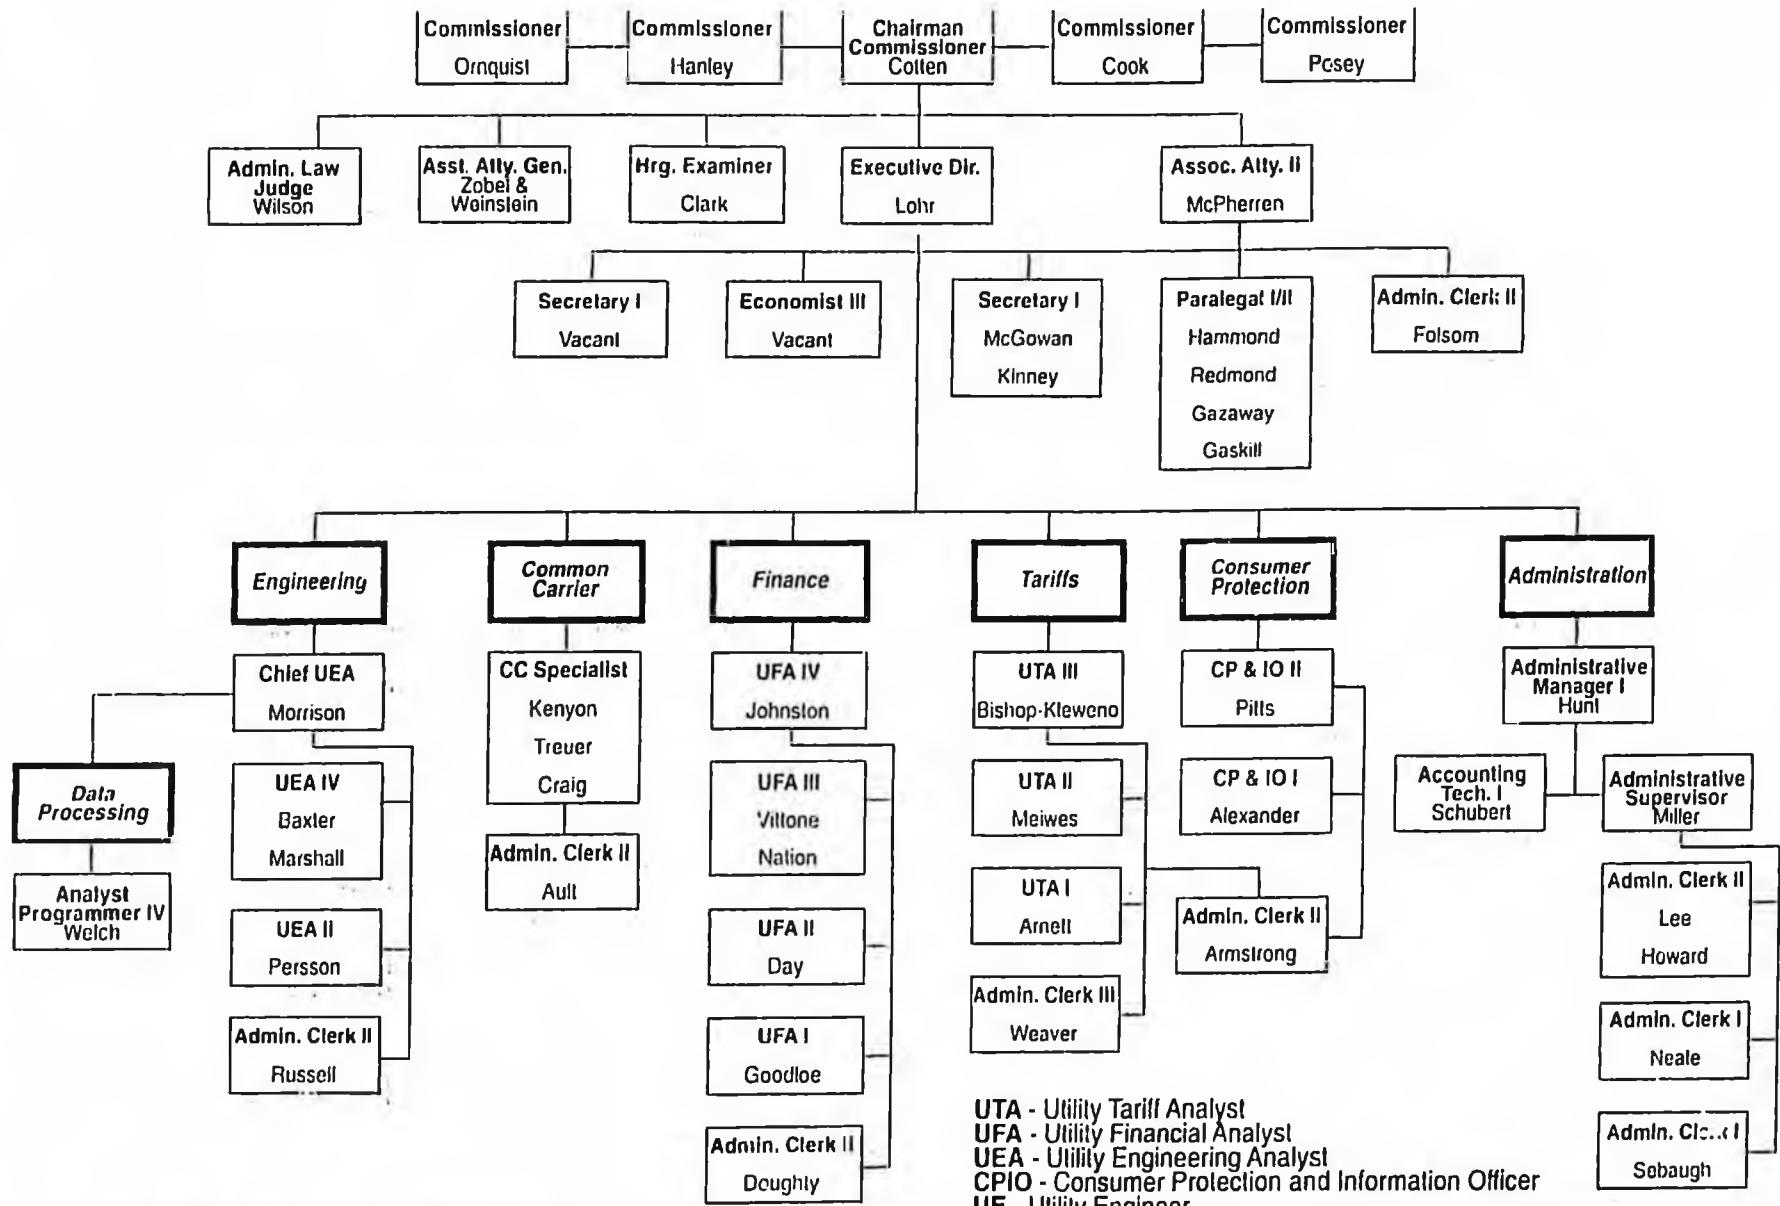 Commissioner
Ornquist
Commissioner
Hanley
Chairman
Commissioner
Cotten
Commissioner
Cook
Commissioner
Posey
Admin. Law
Judge
Wilson
Asst. Atty. Gen.
Zobel &
Weinstein
Hrg. Examiner
Clark
Executive Dir.
Lohr
Assoc. Atty. II
McPherren
Secretary I
Vacant
Economist III
Vacant
Secretary I
McGowan
Kinney
Paralegal I/II
Hammond
Redmond
Gazaway
Gaskill
Admin. Clerk II
Folsom
Engineering
Common
Carrier
Finance
Tariffs
Consumer
Protection
Administration
Chief UEA
Morrison
Data
Processing
Analyst
Programmer IV
Welch
UEA IV
Baxter
Marshall
UEA II
Persson
Admin. Clerk II
Russell
CC Specialist
Kenyon
Treuer
Craig
Admin. Clerk II
Ault
UFA IV
Johnston
UFA III
Vittone
Nation
UFA II
Day
UFA I
Goodloe
Admin. Clerk II
Doughty
UTA III
Bishop-Kleweno
UTA II
Meiwes
UTA I
Arnell
Admin. Clerk III
Weaver
CP & IO II
Pitts
CP & IO I
Alexander
Admin. Clerk II
Armstrong
Administrative
Manager I
Hunt
Accounting
Tech. I
Schubert
Administrative
Supervisor
Miller
Admin. Clerk II
Lee
Howard
Admin. Clerk I
Neale
Admin. Clerk I
Sebaugh
UTA - Utility Tariff Analyst
UFA - Utility Financial Analyst
UEA - Utility Engineering Analyst
CPIO - Consumer Protection and Information Officer
UE - Utility Engineer